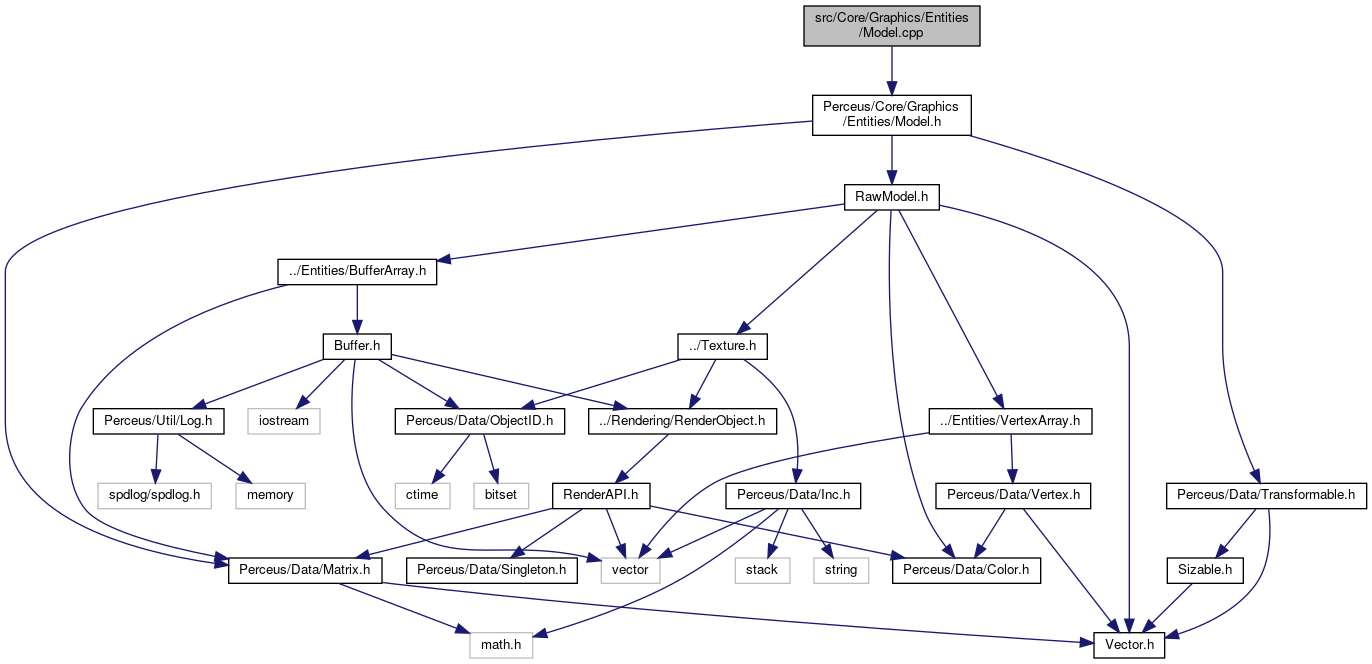 src/Core/Graphics/Entities
/Model.cpp
Perceus/Core/Graphics
/Entities/Model.h
RawModel.h
../Entities/BufferArray.h
Buffer.h
../Texture.h
Perceus/Util/Log.h
iostream
Perceus/Data/ObjectID.h
../Rendering/RenderObject.h
../Entities/VertexArray.h
spdlog/spdlog.h
memory
ctime
bitset
RenderAPI.h
Perceus/Data/Inc.h
Perceus/Data/Vertex.h
Perceus/Data/Transformable.h
Perceus/Data/Matrix.h
Perceus/Data/Singleton.h
vector
stack
string
Perceus/Data/Color.h
Sizable.h
math.h
Vector.h